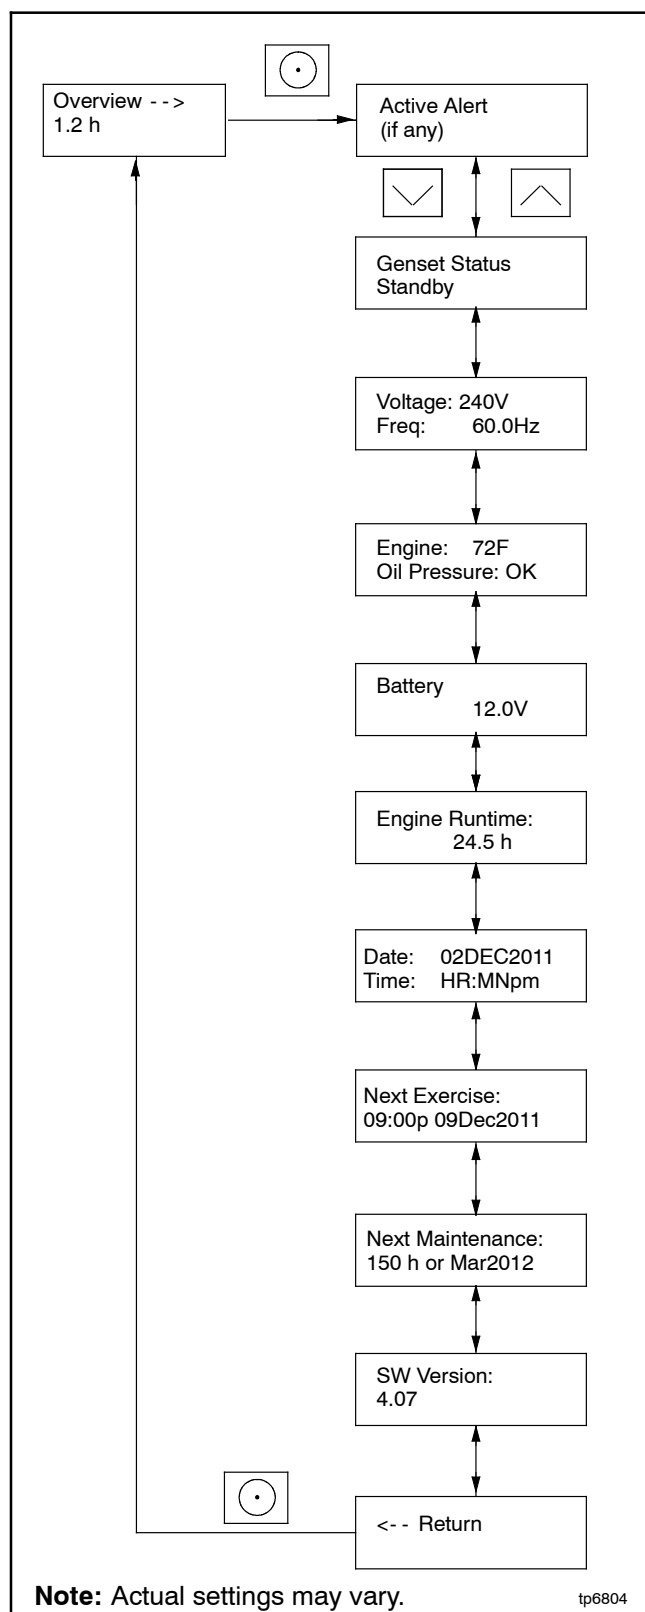 Overview - ->
1.2 h
Active Alert
(if any)
Genset Status
Standby
Voltage: 240V
Freq: 60.0Hz
Engine: 72F
Oil Pressure: OK
Battery
12.0V
Engine Runtime:
24.5 h
Date: 02DEC2011
Time: HR:MNpm
Next Exercise:
09:00p 09Dec2011
Next Maintenance:
150 h or Mar2012
SW Version:
4.07
<- - Return
Note: Actual settings may vary.
tp6804